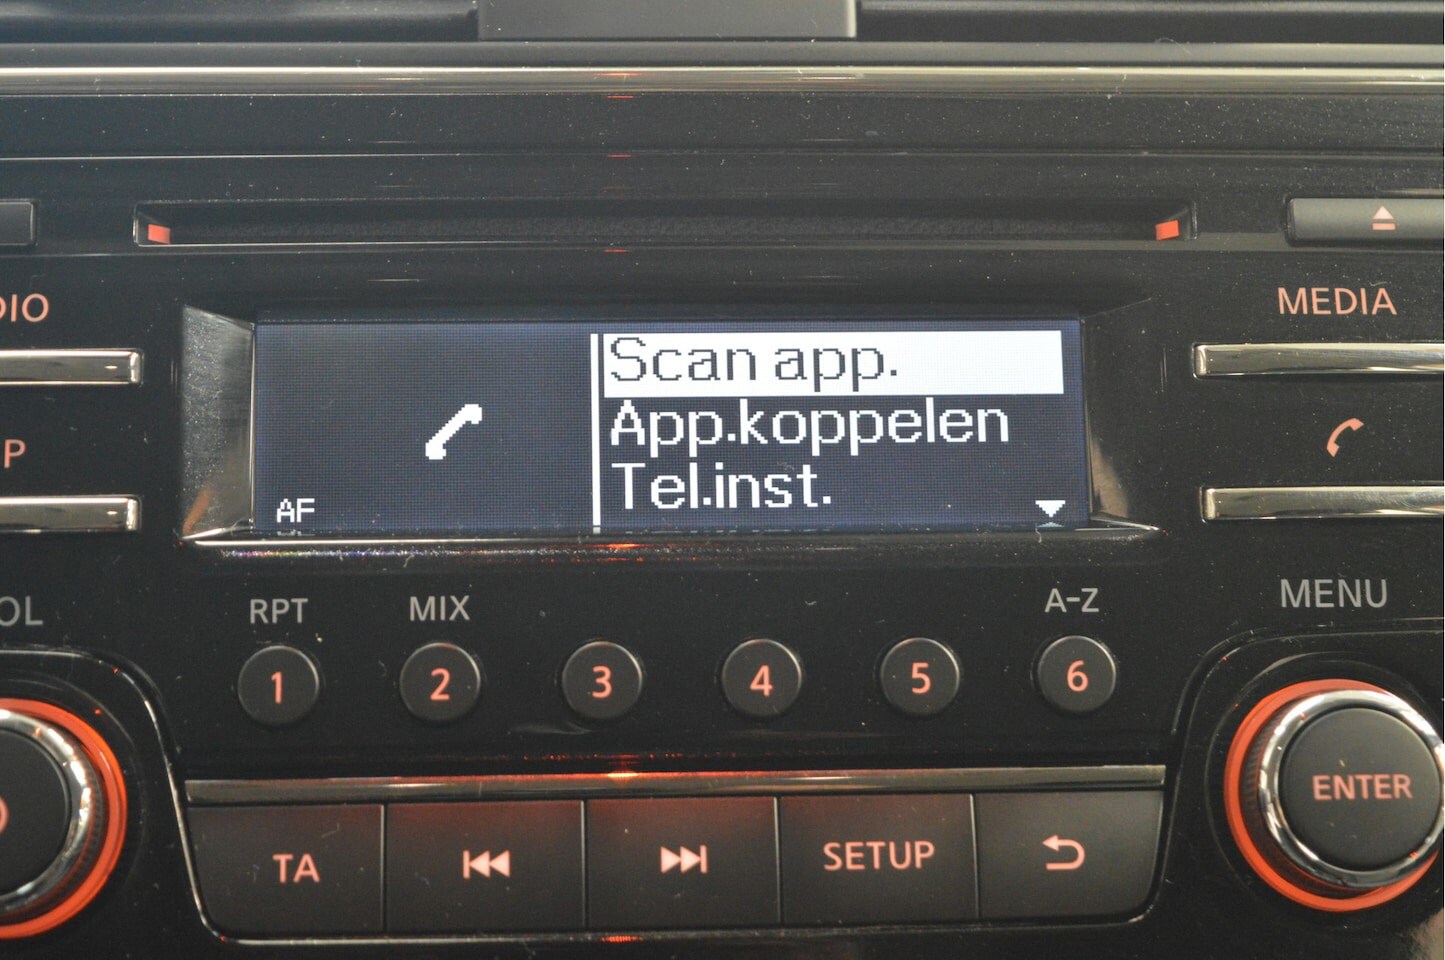 DIO
MEDIA
Scan app.
App.koppelen
Tel.inst.
AF
P
OL
RPT
MIX
A-Z
MENU
1
2
3
4
5
6
ENTER
TA
SETUP